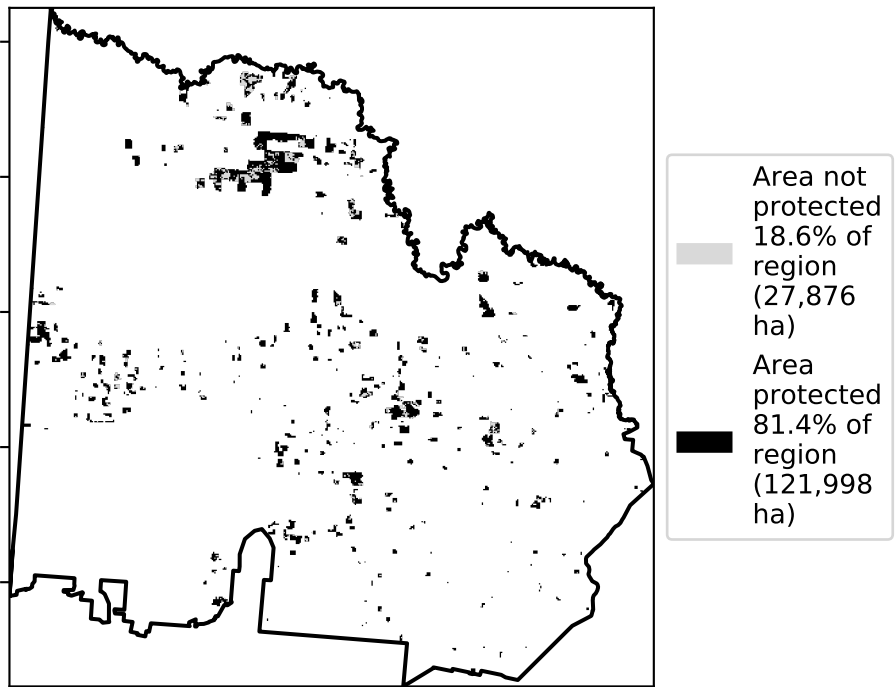 Area not
protected
18.6% of
region
(27,876
ha)
Area
protected
81.4% of
region
(121,998
ha)